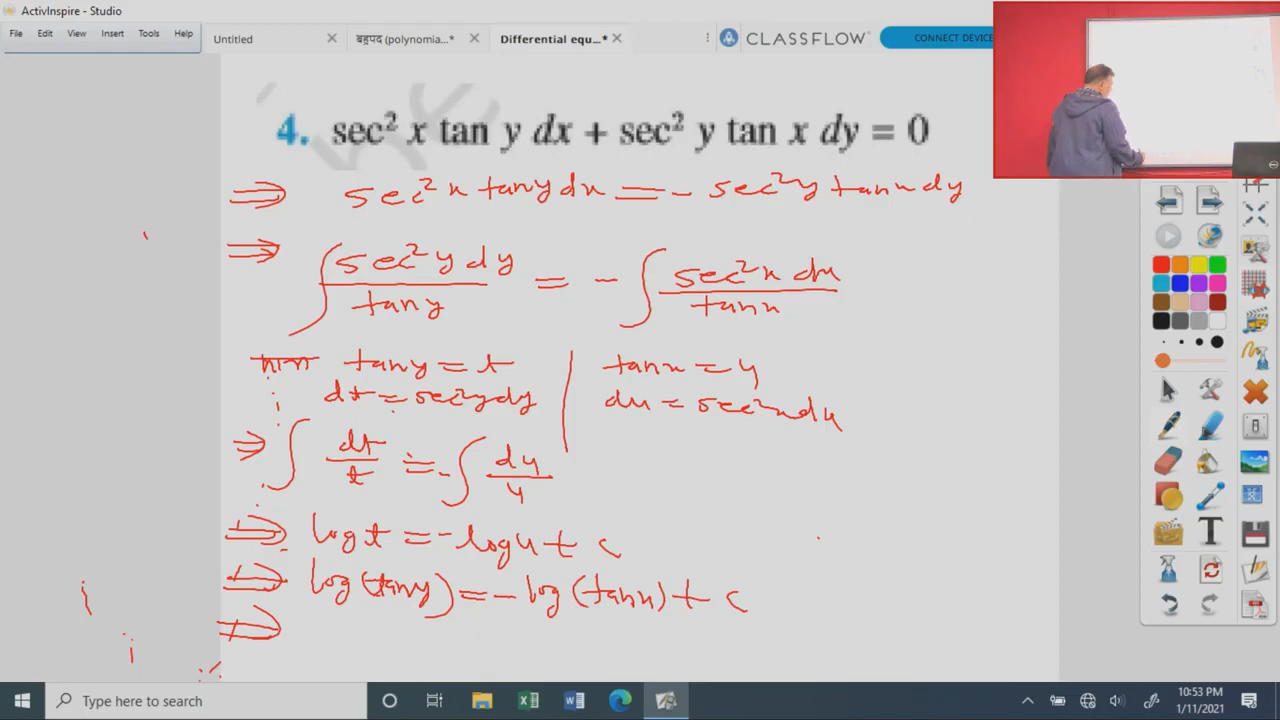 ActivInspire - Studio
File Edit View Insert Tools Help
Untitled × बहुपद (polynomia...* × Differential equ...* × CLASSFLOW CONNECT DEVICE
4. sec² x tan y dx + sec² y tan x dy = 0
⇒ sec²x tany dx = - sec²y tanx dy
⇒ ∫ sec²y dy / tany = - ∫ sec²x dx / tanx
माना tany = t | tanx = u
dt = sec²y dy | du = sec²x dx
⇒ ∫ dt/t = - ∫ du/u
⇒ log t = - log u + c
⇒ log(tany) = - log(tanx) + c
⇒
Type here to search
10:53 PM
1/11/2021